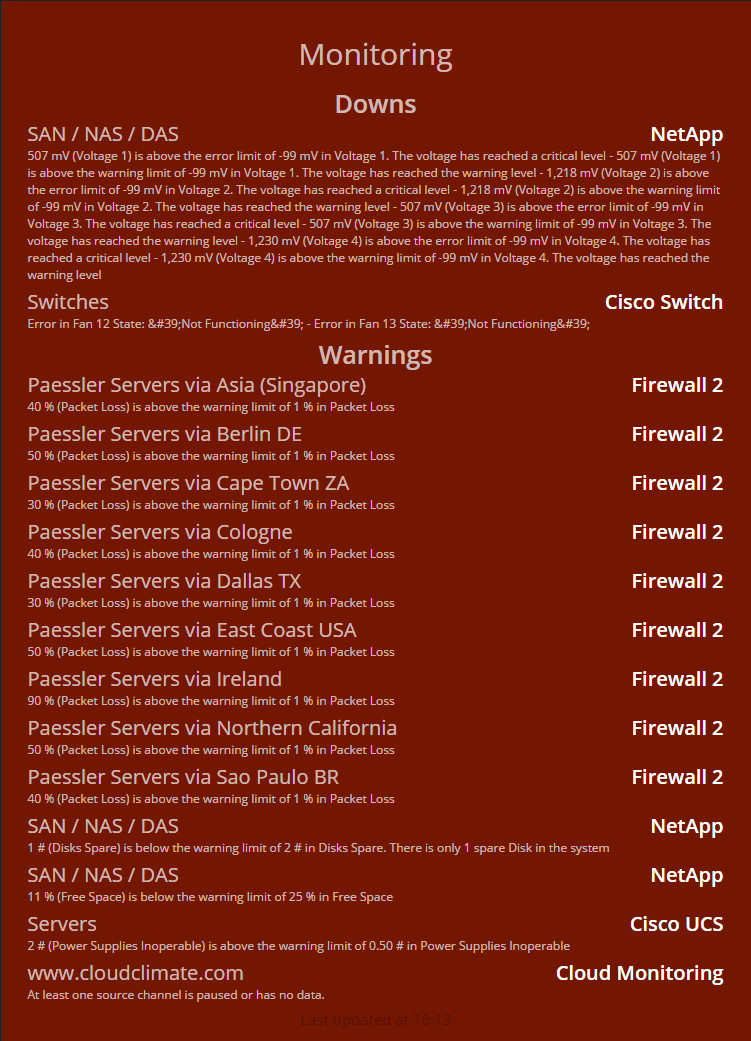 Monitoring
Downs
SAN / NAS / DAS NetApp
507 mV (Voltage 1) is above the error limit of -99 mV in Voltage 1. The voltage has reached a critical level - 507 mV (Voltage 1)
is above the warning limit of -99 mV in Voltage 1. The voltage has reached the warning level - 1,218 mV (Voltage 2) is above
the error limit of -99 mV in Voltage 2. The voltage has reached a critical level - 1,218 mV (Voltage 2) is above the warning limit
of -99 mV in Voltage 2. The voltage has reached the warning level - 507 mV (Voltage 3) is above the error limit of -99 mV in
Voltage 3. The voltage has reached a critical level - 507 mV (Voltage 3) is above the warning limit of -99 mV in Voltage 3. The
voltage has reached the warning level - 1,230 mV (Voltage 4) is above the error limit of -99 mV in Voltage 4. The voltage has
reached a critical level - 1,230 mV (Voltage 4) is above the warning limit of -99 mV in Voltage 4. The voltage has reached the
warning level
Switches Cisco Switch
Error in Fan 12 State: &#39;Not Functioning&#39; - Error in Fan 13 State: &#39;Not Functioning&#39;
Warnings
Paessler Servers via Asia (Singapore) Firewall 2
40 % (Packet Loss) is above the warning limit of 1 % in Packet Loss
Paessler Servers via Berlin DE Firewall 2
50 % (Packet Loss) is above the warning limit of 1 % in Packet Loss
Paessler Servers via Cape Town ZA Firewall 2
30 % (Packet Loss) is above the warning limit of 1 % in Packet Loss
Paessler Servers via Cologne Firewall 2
40 % (Packet Loss) is above the warning limit of 1 % in Packet Loss
Paessler Servers via Dallas TX Firewall 2
30 % (Packet Loss) is above the warning limit of 1 % in Packet Loss
Paessler Servers via East Coast USA Firewall 2
50 % (Packet Loss) is above the warning limit of 1 % in Packet Loss
Paessler Servers via Ireland Firewall 2
90 % (Packet Loss) is above the warning limit of 1 % in Packet Loss
Paessler Servers via Northern California Firewall 2
50 % (Packet Loss) is above the warning limit of 1 % in Packet Loss
Paessler Servers via Sao Paulo BR Firewall 2
40 % (Packet Loss) is above the warning limit of 1 % in Packet Loss
SAN / NAS / DAS NetApp
1 # (Disks Spare) is below the warning limit of 2 # in Disks Spare. There is only 1 spare Disk in the system
SAN / NAS / DAS NetApp
11 % (Free Space) is below the warning limit of 25 % in Free Space
Servers Cisco UCS
2 # (Power Supplies Inoperable) is above the warning limit of 0.50 # in Power Supplies Inoperable
www.cloudclimate.com Cloud Monitoring
At least one source channel is paused or has no data.
Last updated at 16:13